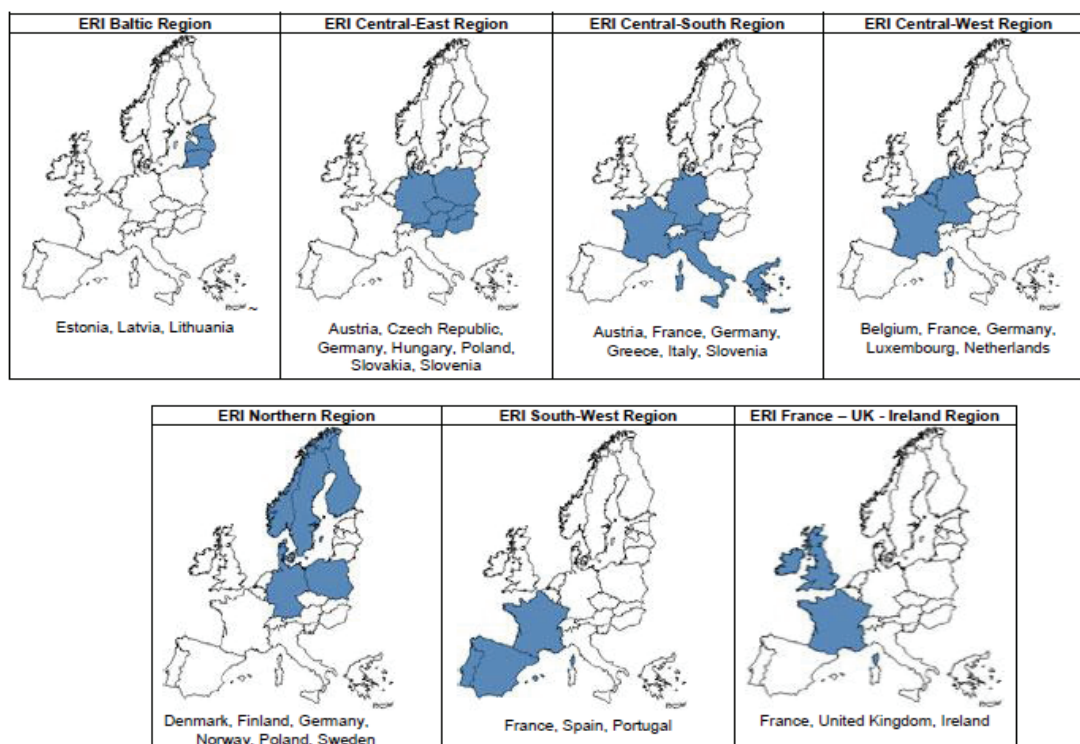 ERI Baltic Region
ERI Central-East Region
ERI Central-South Region
ERI Central-West Region
Estonia, Latvia, Lithuania
Austria, Czech Republic,
Germany, Hungary, Poland,
Slovakia, Slovenia
Austria, France, Germany,
Greece, Italy, Slovenia
Belgium, France, Germany,
Luxembourg, Netherlands
ERI Northern Region
ERI South-West Region
ERI France – UK - Ireland Region
Denmark, Finland, Germany,
Norway, Poland, Sweden
France, Spain, Portugal
France, United Kingdom, Ireland